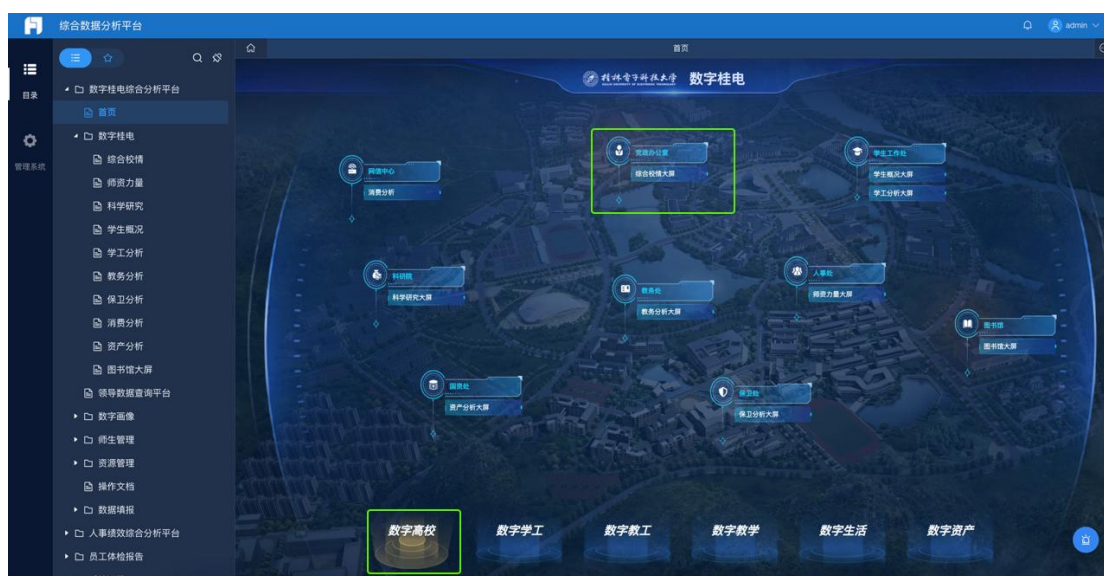 综合数据分析平台
admin
首页
目录
管理系统
数字桂电综合分析平台
首页
数字桂电
综合校情
师资力量
科学研究
学生概况
学工分析
教务分析
保卫分析
消费分析
资产分析
图书馆大屏
领导数据查询平台
数字画像
师生管理
资源管理
操作文档
数据填报
人事绩效综合分析平台
员工体检报告
桂林电子科技大学 数字桂电
党政办公室
综合校情大屏
学生工作处
学生概况大屏
学工分析大屏
网信中心
消费分析
科研院
科学研究大屏
教务处
教务分析大屏
人事处
师资力量大屏
图书馆
图书馆大屏
国资处
资产分析大屏
保卫处
保卫分析大屏
数字高校
数字学工
数字教工
数字教学
数字生活
数字资产